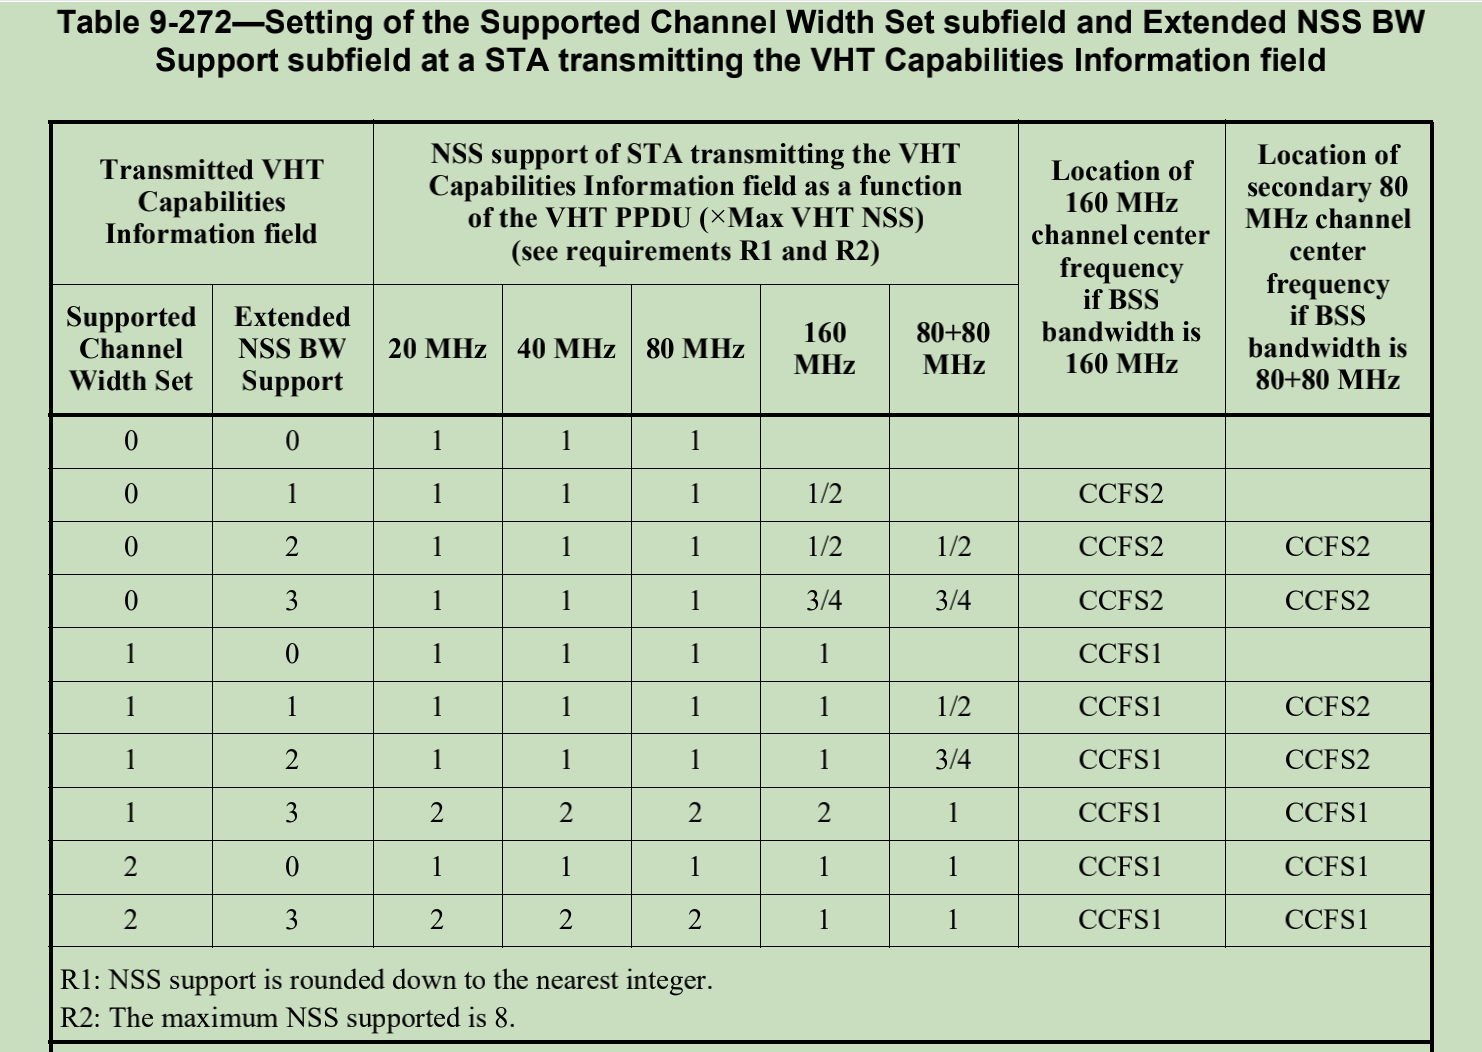 Table 9-272—Setting of the Supported Channel Width Set subfield and Extended NSS BW
Support subfield at a STA transmitting the VHT Capabilities Information field
Transmitted VHT
Capabilities
Information field
NSS support of STA transmitting the VHT
Capabilities Information field as a function
of the VHT PPDU (×Max VHT NSS)
(see requirements R1 and R2)
Location of
160 MHz
channel center
frequency
if BSS
bandwidth is
160 MHz
Location of
secondary 80
MHz channel
center
frequency
if BSS
bandwidth is
80+80 MHz
Supported
Channel
Width Set
Extended
NSS BW
Support
20 MHz
40 MHz
80 MHz
160
MHz
80+80
MHz
0 0 1 1 1
0 1 1 1 1 1/2 CCFS2
0 2 1 1 1 1/2 1/2 CCFS2 CCFS2
0 3 1 1 1 3/4 3/4 CCFS2 CCFS2
1 0 1 1 1 1 CCFS1
1 1 1 1 1 1 1/2 CCFS1 CCFS2
1 2 1 1 1 1 3/4 CCFS1 CCFS2
1 3 2 2 2 2 1 CCFS1 CCFS1
2 0 1 1 1 1 1 CCFS1 CCFS1
2 3 2 2 2 1 1 CCFS1 CCFS1
R1: NSS support is rounded down to the nearest integer.
R2: The maximum NSS supported is 8.